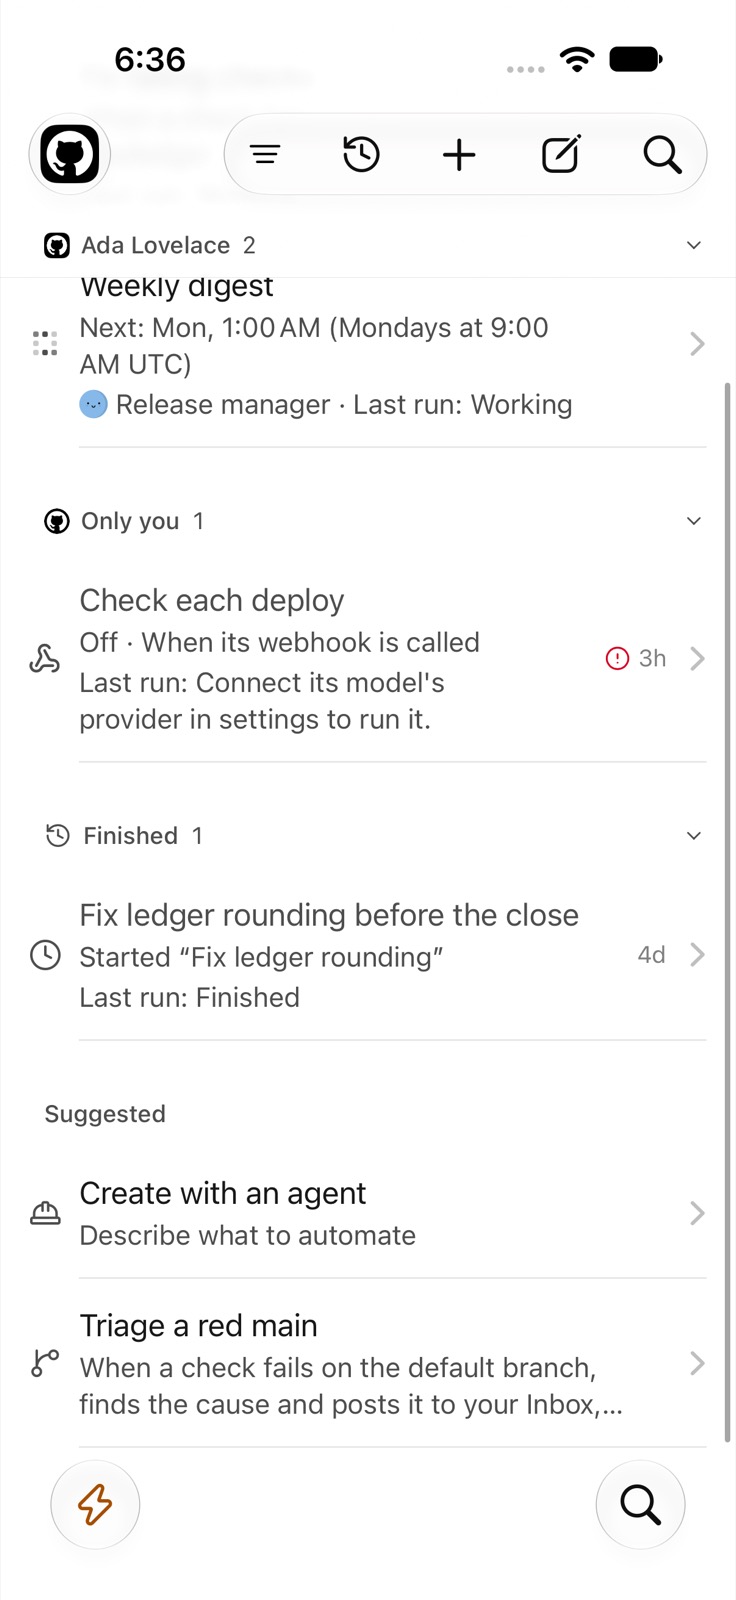 6:36
Ada Lovelace 2
Weekly digest
Next: Mon, 1:00 AM (Mondays at 9:00
AM UTC)
Release manager · Last run: Working
Only you 1
Check each deploy
Off · When its webhook is called
Last run: Connect its model's
provider in settings to run it.
3h
Finished 1
Fix ledger rounding before the close
Started “Fix ledger rounding”
Last run: Finished
4d
Suggested
Create with an agent
Describe what to automate
Triage a red main
When a check fails on the default branch,
finds the cause and posts it to your Inbox,...